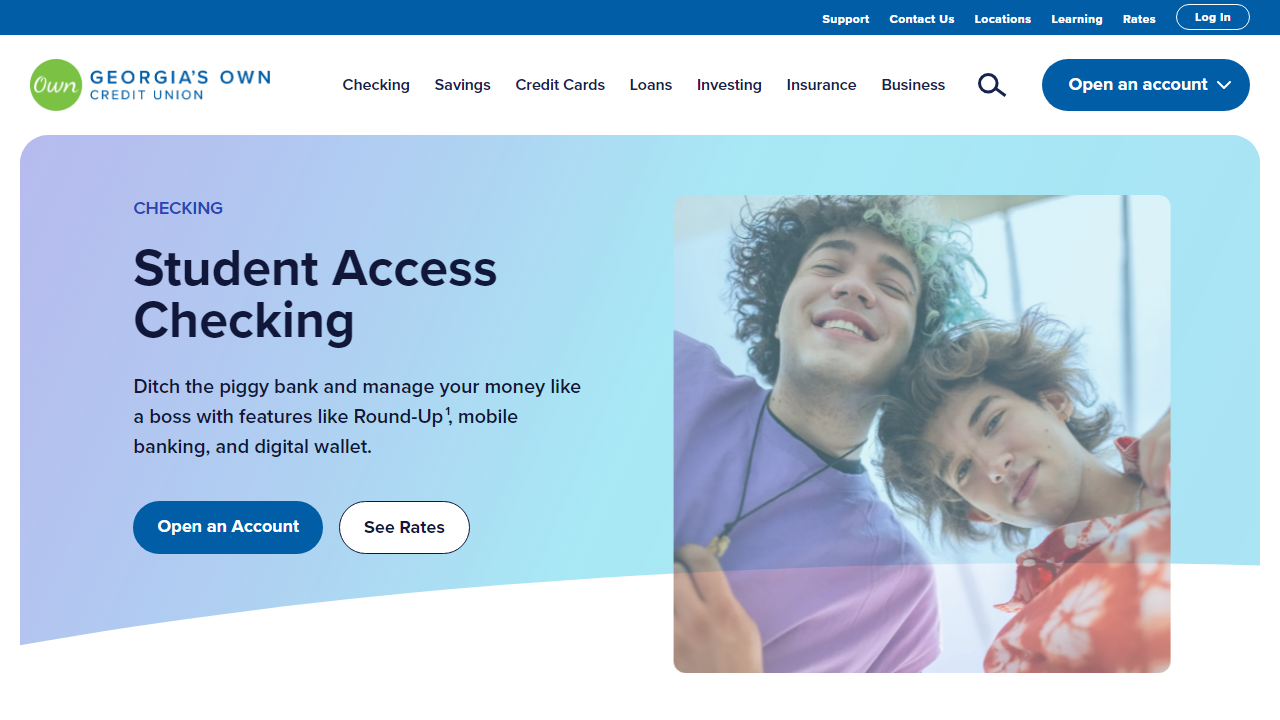 Support Contact Us Locations Learning Rates Log In
Own GEORGIA'S OWN
CREDIT UNION
Checking Savings Credit Cards Loans Investing Insurance Business
Open an account
CHECKING
Student Access
Checking
Ditch the piggy bank and manage your money like
a boss with features like Round-Up¹, mobile
banking, and digital wallet.
Open an Account See Rates